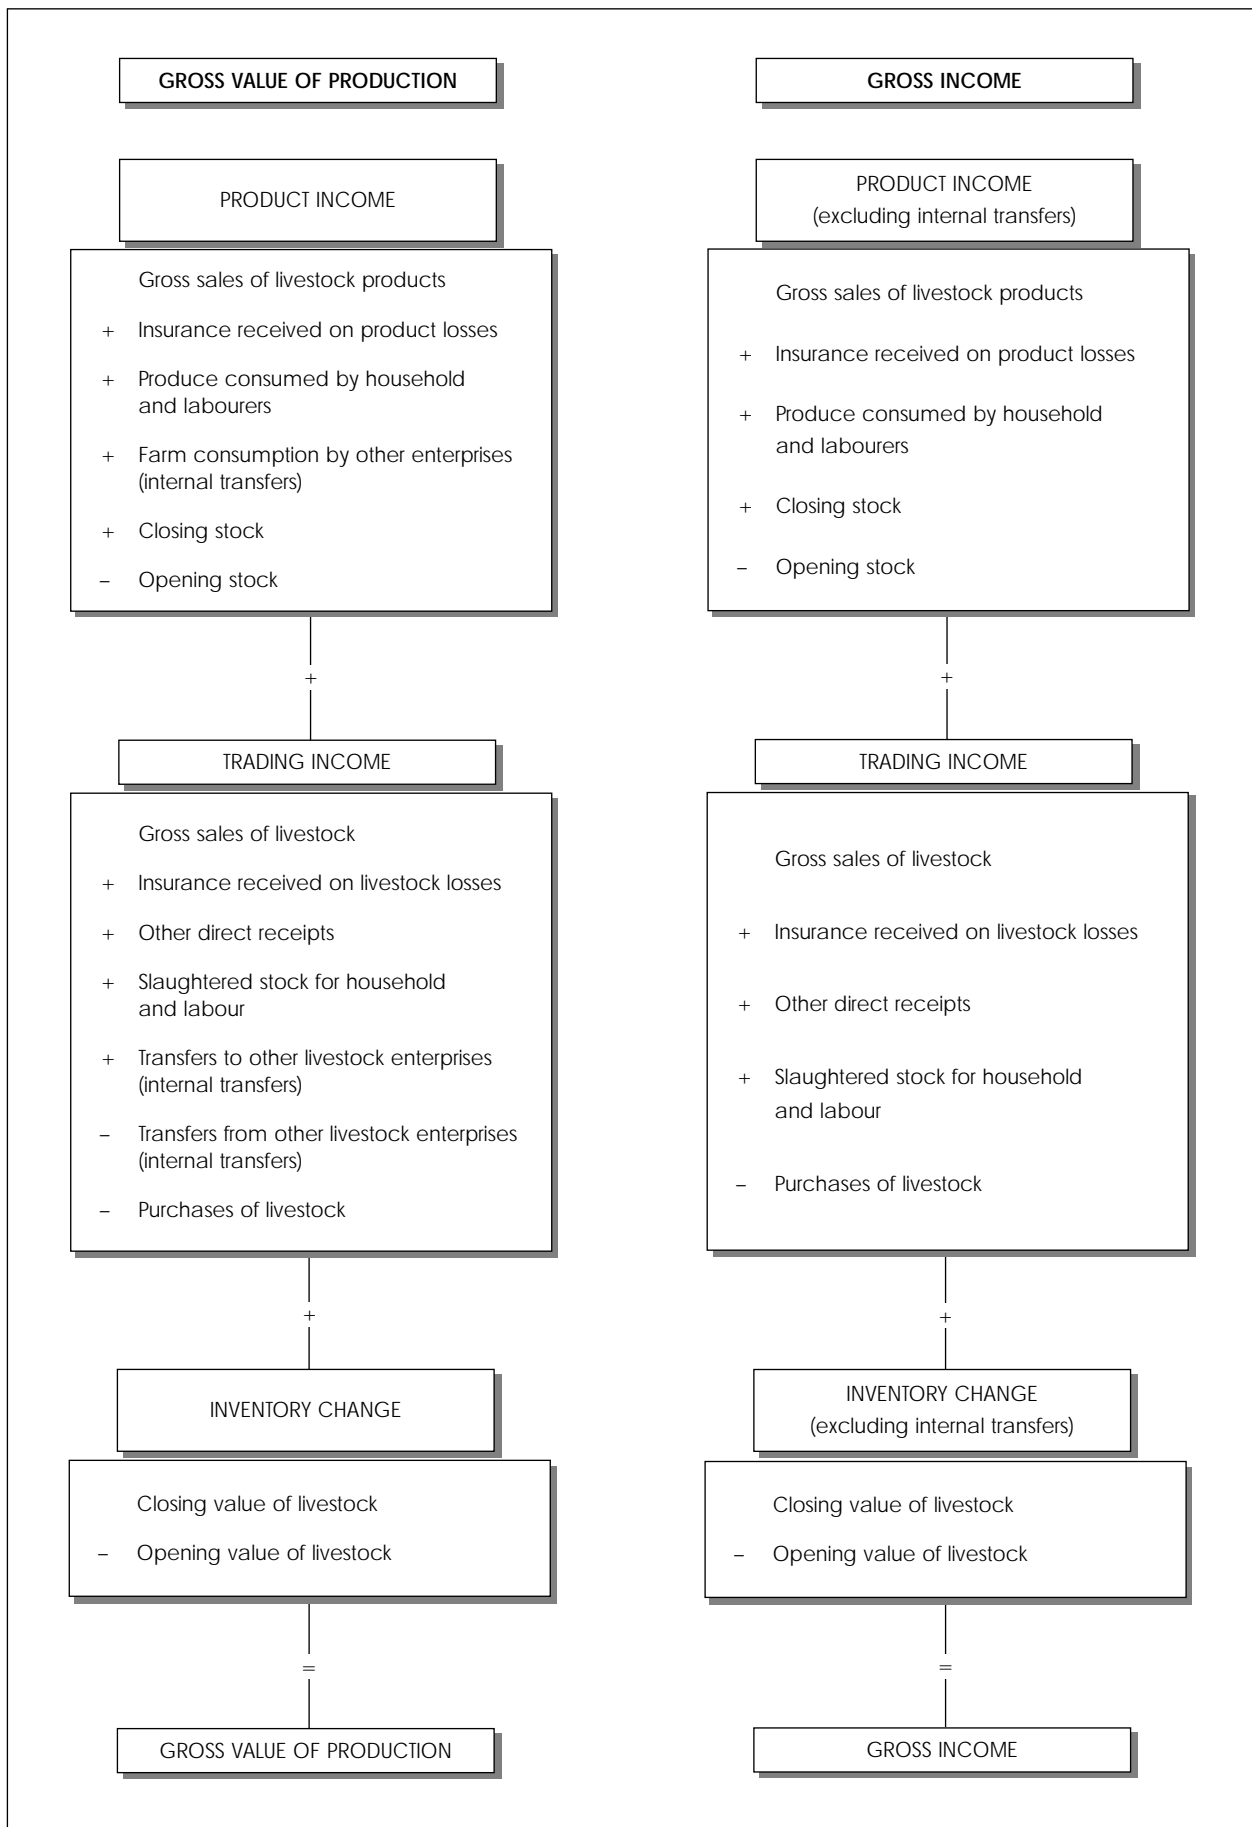 GROSS VALUE OF PRODUCTION
PRODUCT INCOME
Gross sales of livestock products
+ Insurance received on product losses
+ Produce consumed by household
and labourers
+ Farm consumption by other enterprises
(internal transfers)
+ Closing stock
– Opening stock
+
TRADING INCOME
Gross sales of livestock
+ Insurance received on livestock losses
+ Other direct receipts
+ Slaughtered stock for household
and labour
+ Transfers to other livestock enterprises
(internal transfers)
– Transfers from other livestock enterprises
(internal transfers)
– Purchases of livestock
+
INVENTORY CHANGE
Closing value of livestock
– Opening value of livestock
=
GROSS VALUE OF PRODUCTION
GROSS INCOME
PRODUCT INCOME
(excluding internal transfers)
Gross sales of livestock products
+ Insurance received on product losses
+ Produce consumed by household
and labourers
+ Closing stock
– Opening stock
+
TRADING INCOME
Gross sales of livestock
+ Insurance received on livestock losses
+ Other direct receipts
+ Slaughtered stock for household
and labour
– Purchases of livestock
+
INVENTORY CHANGE
(excluding internal transfers)
Closing value of livestock
– Opening value of livestock
=
GROSS INCOME